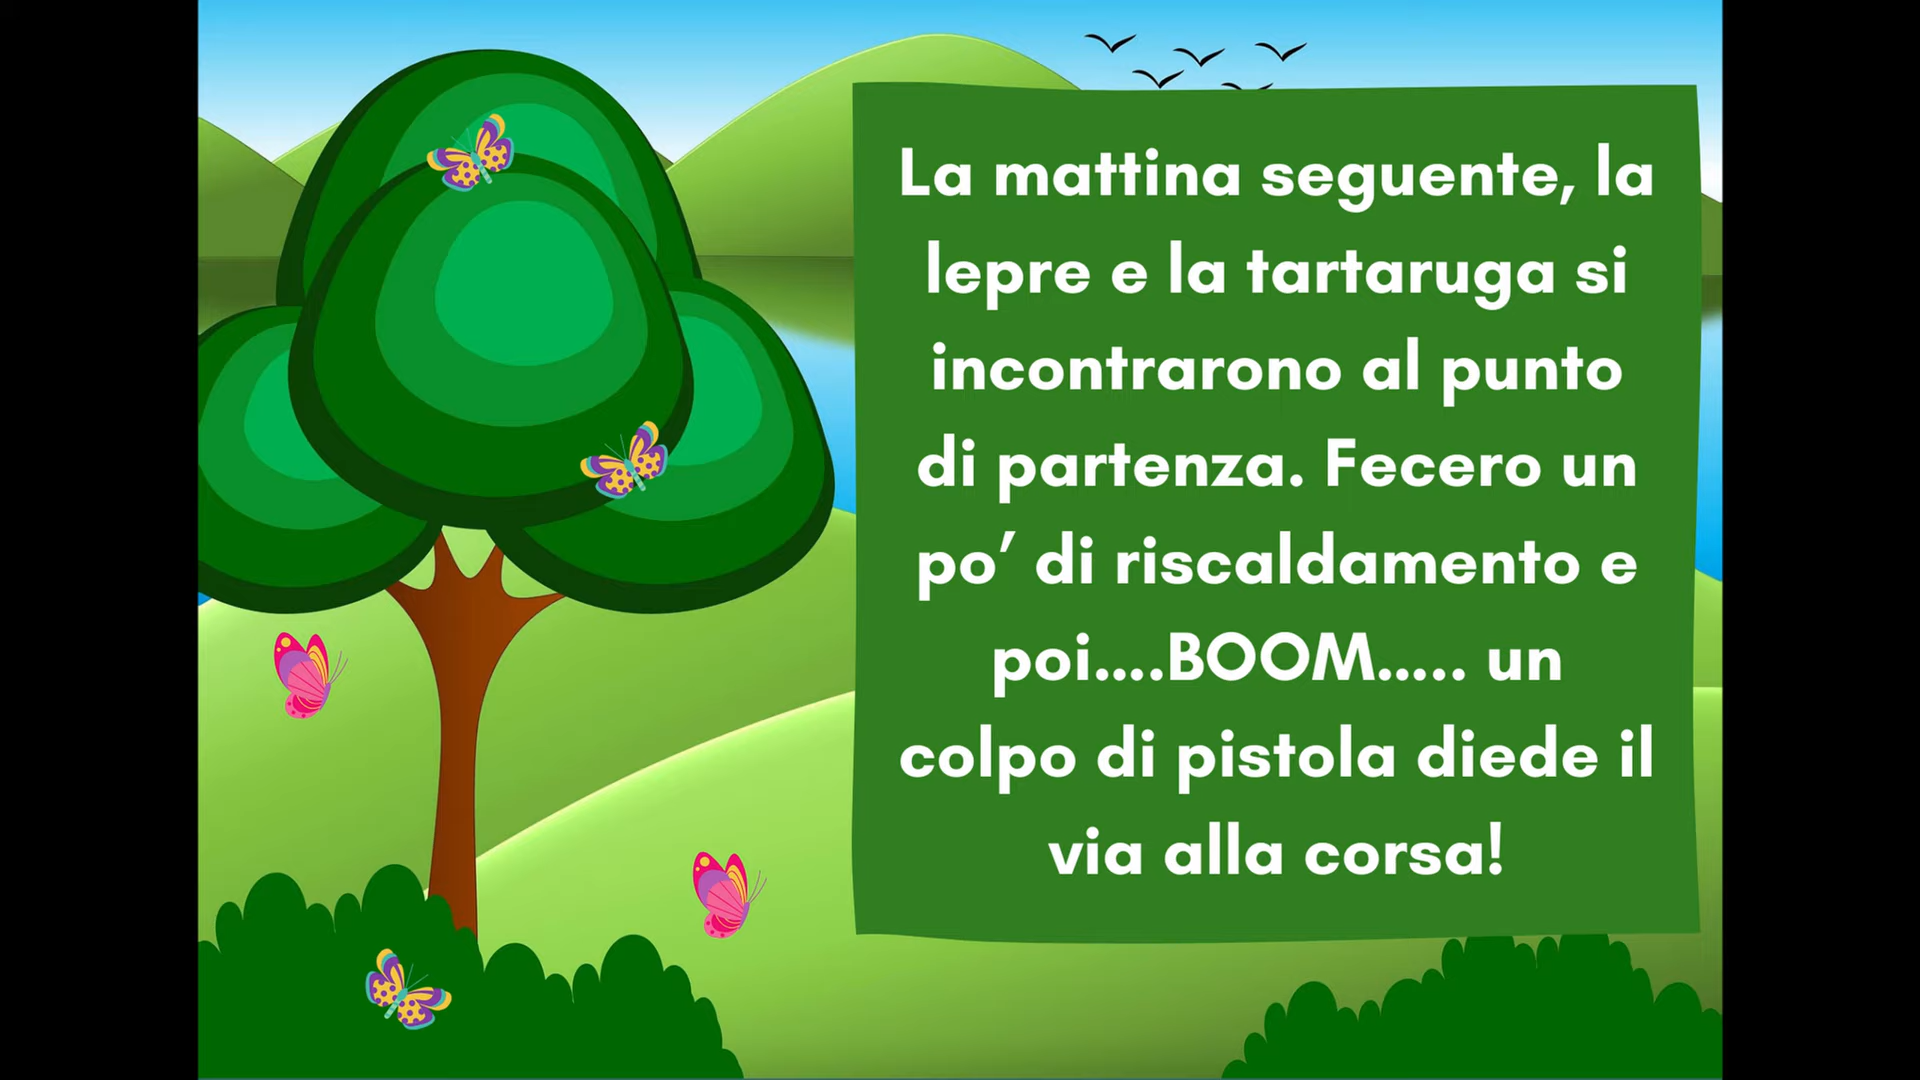 La mattina seguente, la
lepre e la tartaruga si
incontrarono al punto
di partenza. Fecero un
po’ di riscaldamento e
poi....BOOM..... un
colpo di pistola diede il
via alla corsa!